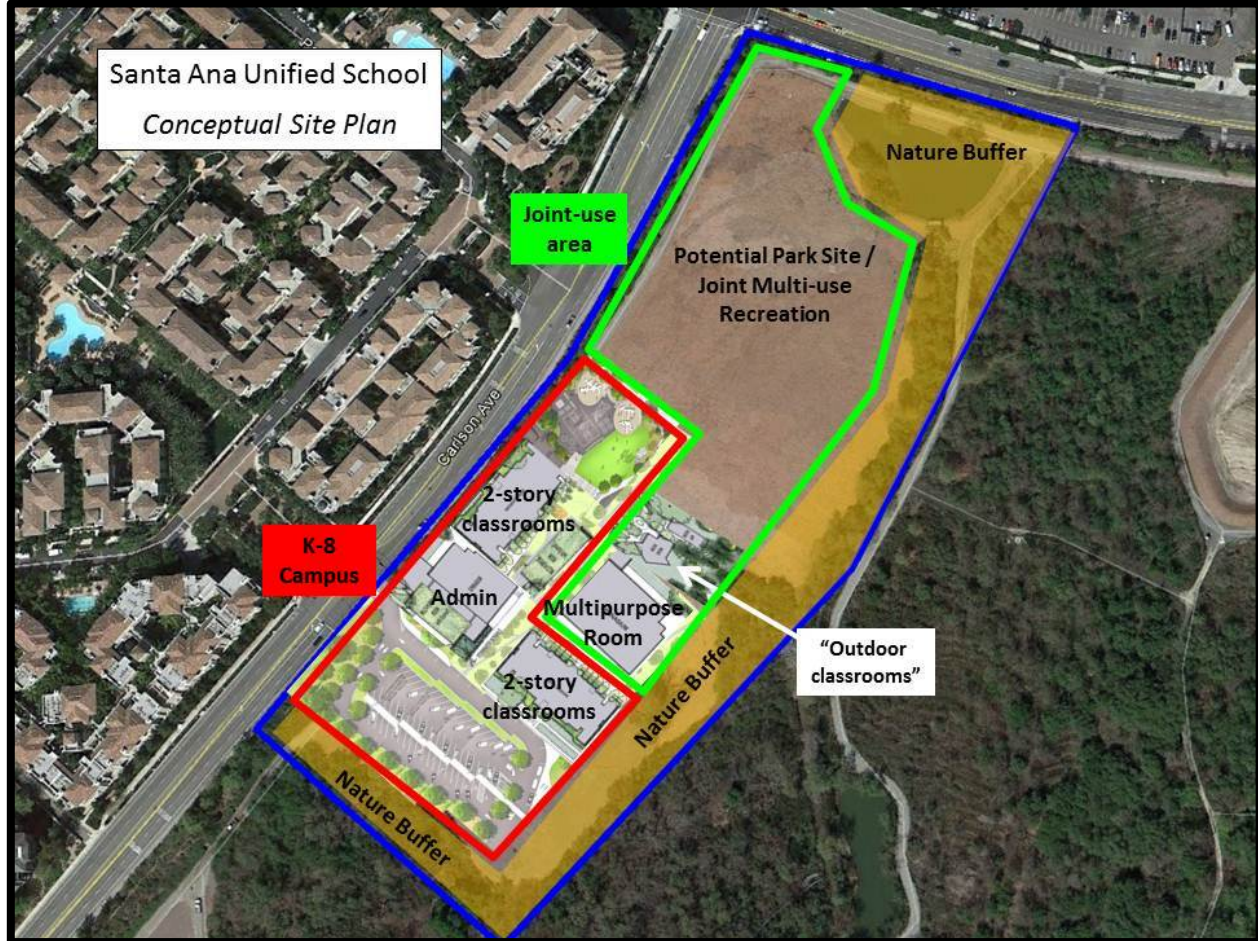 Santa Ana Unified School
Conceptual Site Plan
Nature Buffer
Joint-use
area
Potential Park Site /
Joint Multi-use
Recreation
Carlson Ave
2-story
classrooms
K-8
Campus
Admin
Multipurpose
Room
"Outdoor
classrooms"
2-story
classrooms
Nature Buffer
Nature Buffer